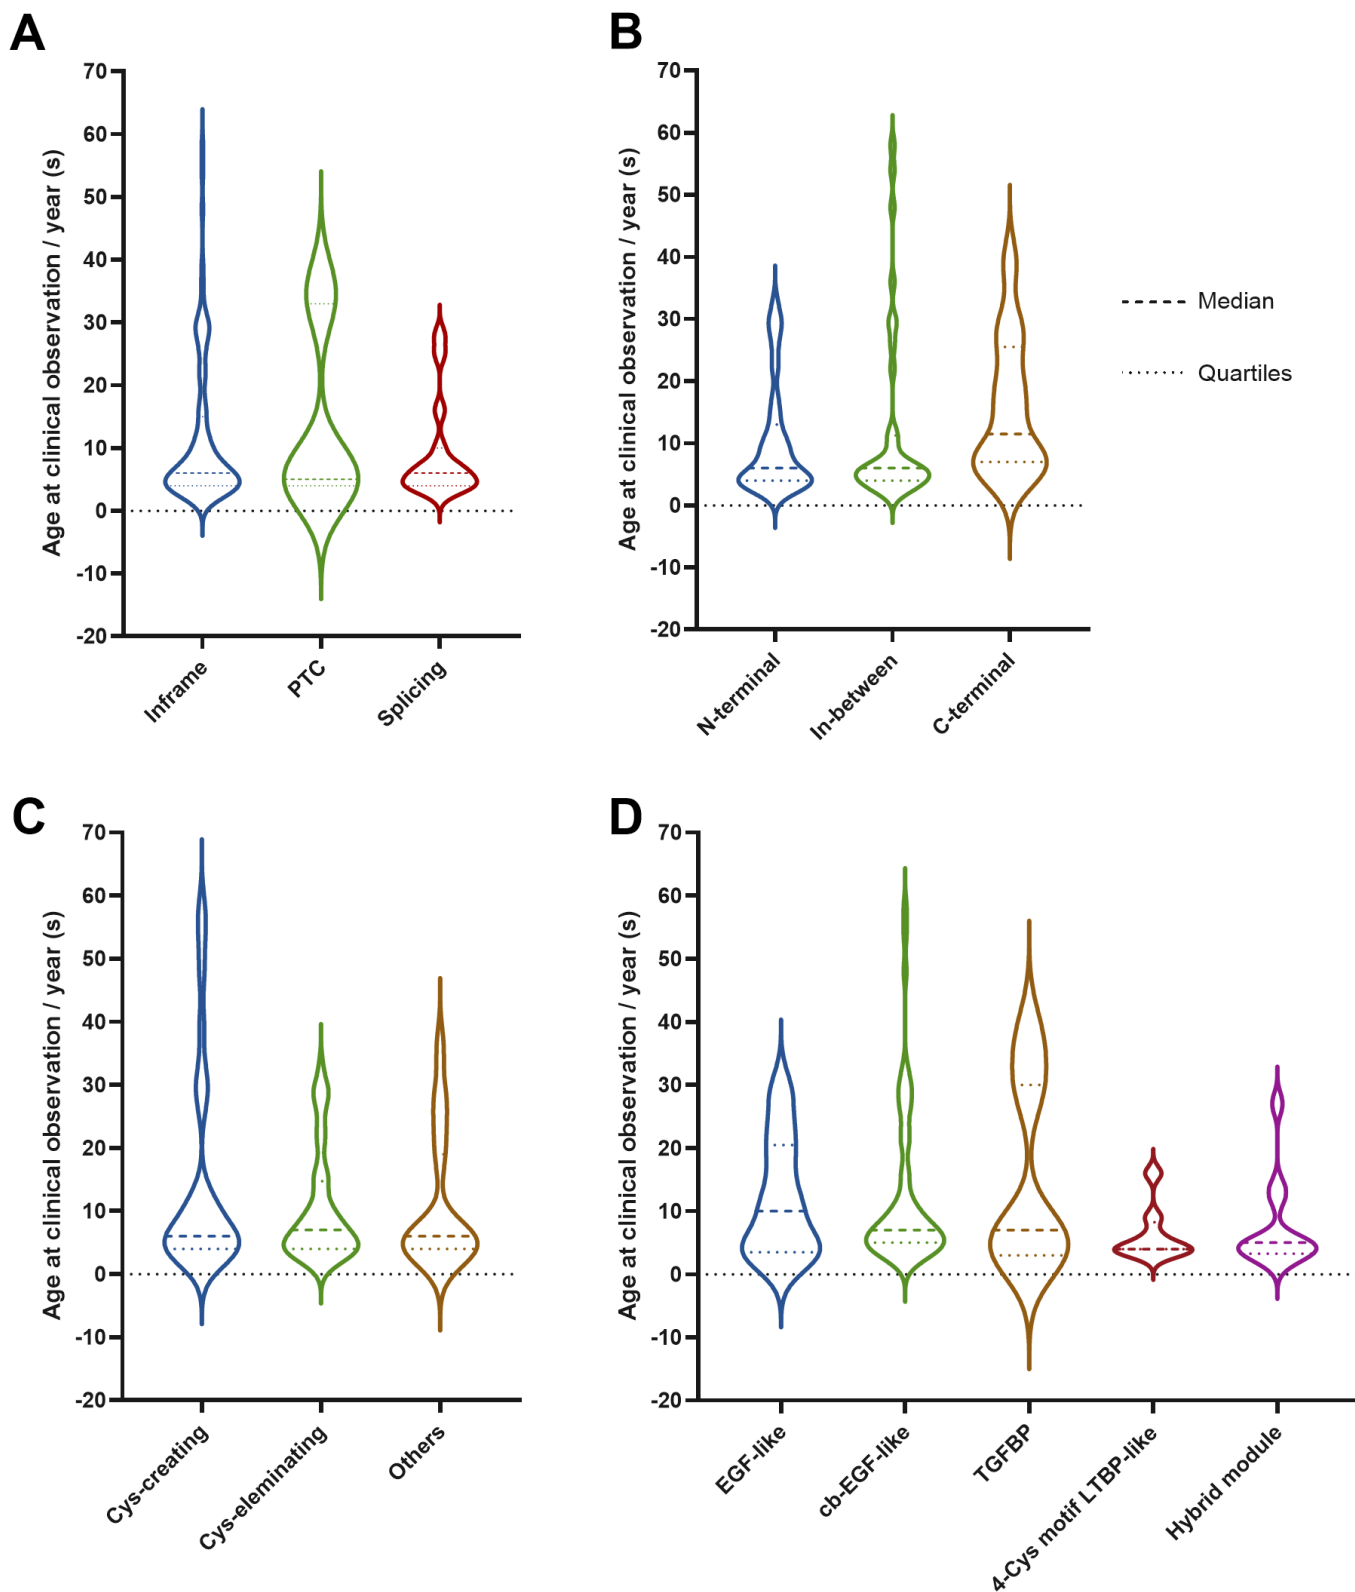 A
Age at clinical observation / year (s)
70
60
50
40
30
20
10
0
-10
-20
Inframe
PTC
Splicing
B
Age at clinical observation / year (s)
70
60
50
40
30
20
10
0
-10
-20
N-terminal
In-between
C-terminal
Median
Quartiles
C
Age at clinical observation / year (s)
70
60
50
40
30
20
10
0
-10
-20
Cys-creating
Cys-eleminating
Others
D
Age at clinical observation / year (s)
70
60
50
40
30
20
10
0
-10
-20
EGF-like
cb-EGF-like
TGFBP
4-Cys motif LTBP-like
Hybrid module